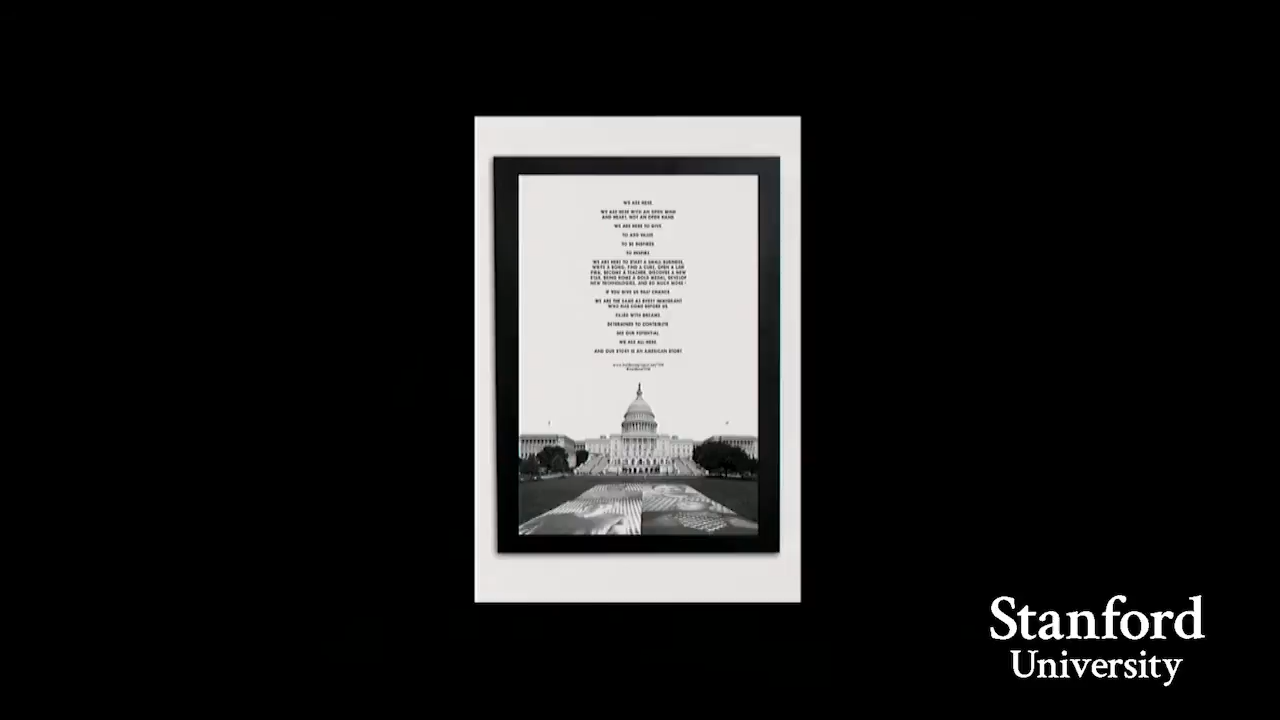 WE ARE HERE.
WE ARE HERE WITH AN OPEN MIND
AND HEART, NOT AN OPEN HAND.
WE ARE HERE TO GIVE.
TO ADD VALUE.
TO BE INSPIRED.
TO INSPIRE.
WE ARE HERE TO START A SMALL BUSINESS,
WRITE A SONG, FIND A CURE, OPEN A LAW
FIRM, BECOME A TEACHER, DISCOVER A NEW
STAR, BRING HOME A GOLD MEDAL, DEVELOP
NEW TECHNOLOGIES, AND SO MUCH MORE -
IF YOU GIVE US THAT CHANCE.
WE ARE THE SAME AS EVERY IMMIGRANT
WHO HAS COME BEFORE US.
FILLED WITH DREAMS.
DETERMINED TO CONTRIBUTE.
SEE OUR POTENTIAL.
WE ARE ALL HERE.
AND OUR STORY IS AN AMERICAN STORY.
Stanford
University